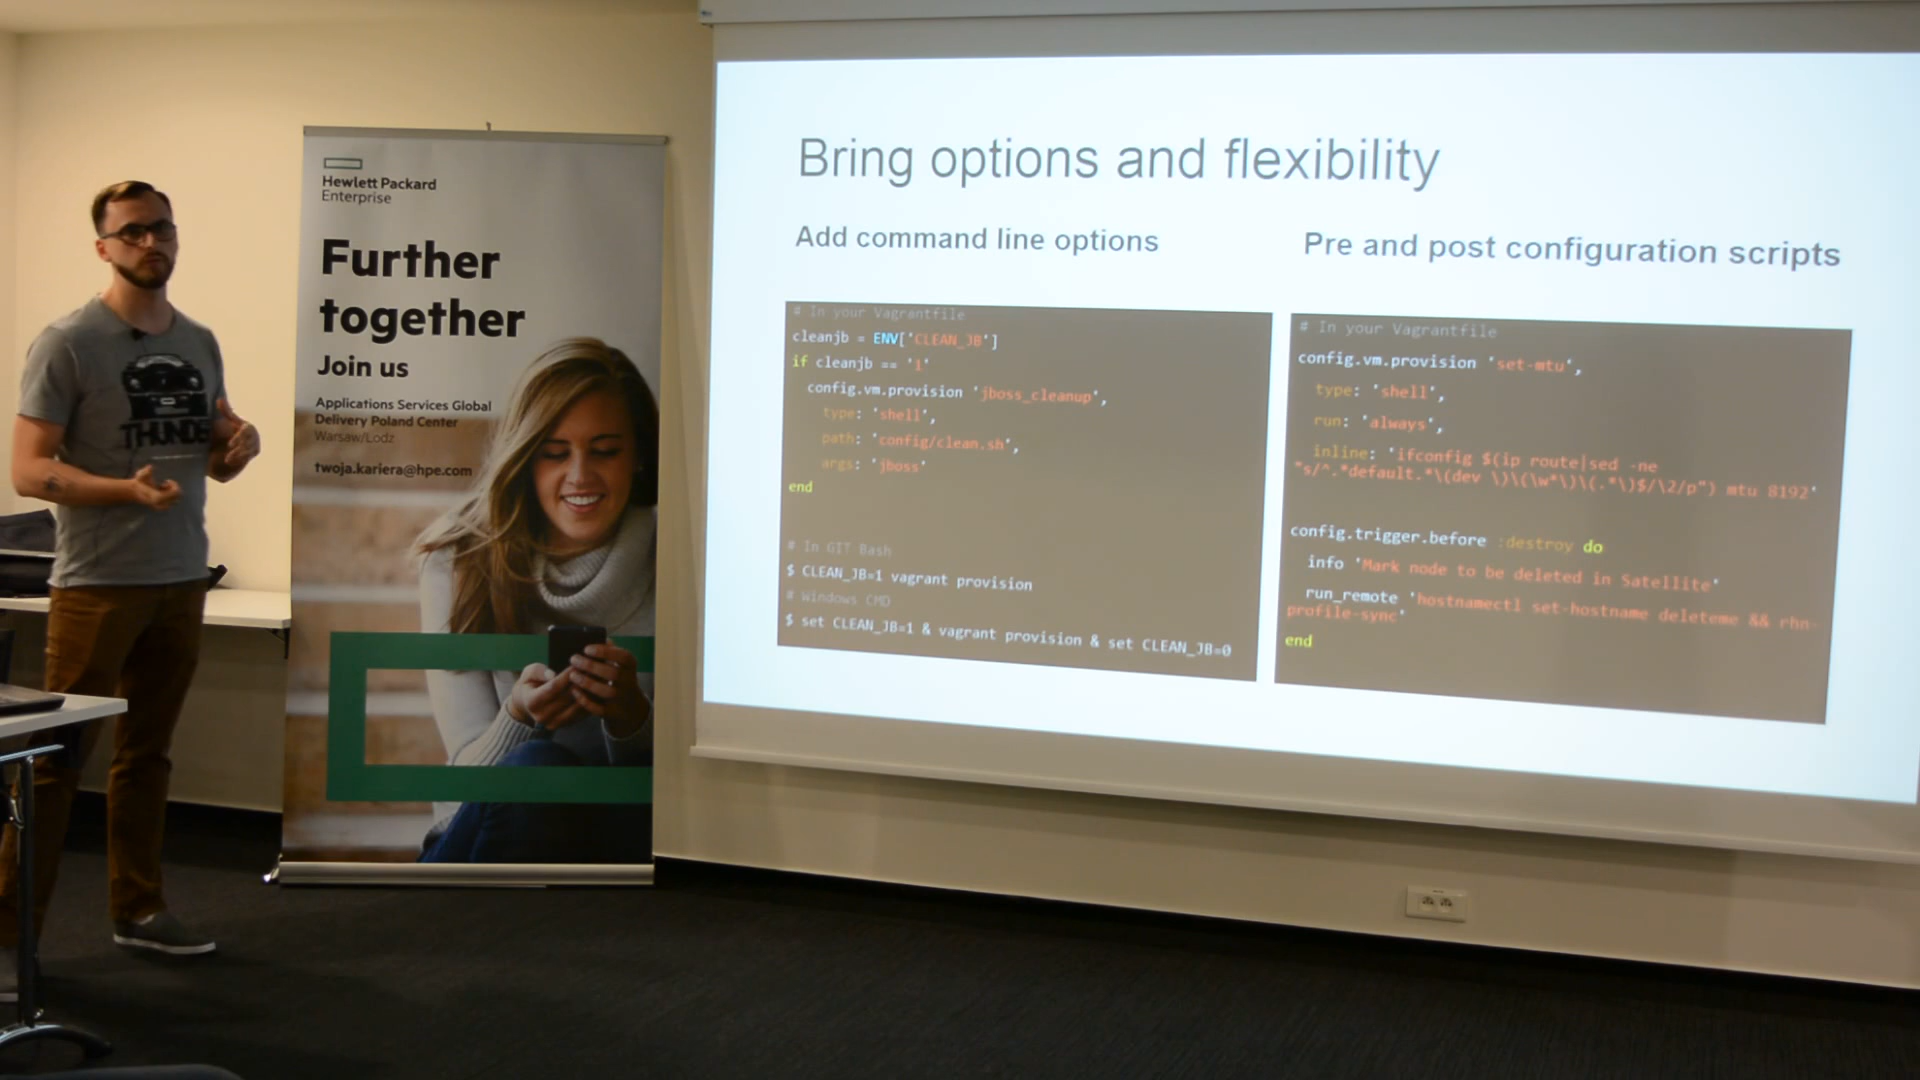 Hewlett Packard
Enterprise
Further
together
Join us
Applications Services Global
Delivery Poland Center
Warsaw/Lodz
twoja.kariera@hpe.com
THUNDE
Bring options and flexibility
Add command line options
# In your Vagrantfile
cleanjb = ENV['CLEAN_JB']
if cleanjb == '1'
config.vm.provision 'jboss_cleanup',
type: 'shell',
path: 'config/clean.sh',
args: 'jboss'
end
# In GIT Bash
$ CLEAN_JB=1 vagrant provision
# Windows CMD
$ set CLEAN_JB=1 & vagrant provision & set CLEAN_JB=0
Pre and post configuration scripts
# In your Vagrantfile
config.vm.provision 'set-mtu',
type: 'shell',
run: 'always',
inline: 'ifconfig $(ip route|sed -ne
"s/^.*default.*\(dev \)\(\w*\)\(.*\)$/\2/p") mtu 8192'
config.trigger.before :destroy do
info 'Mark node to be deleted in Satellite'
run_remote 'hostnamectl set-hostname deleteme && rhn-
profile-sync'
end